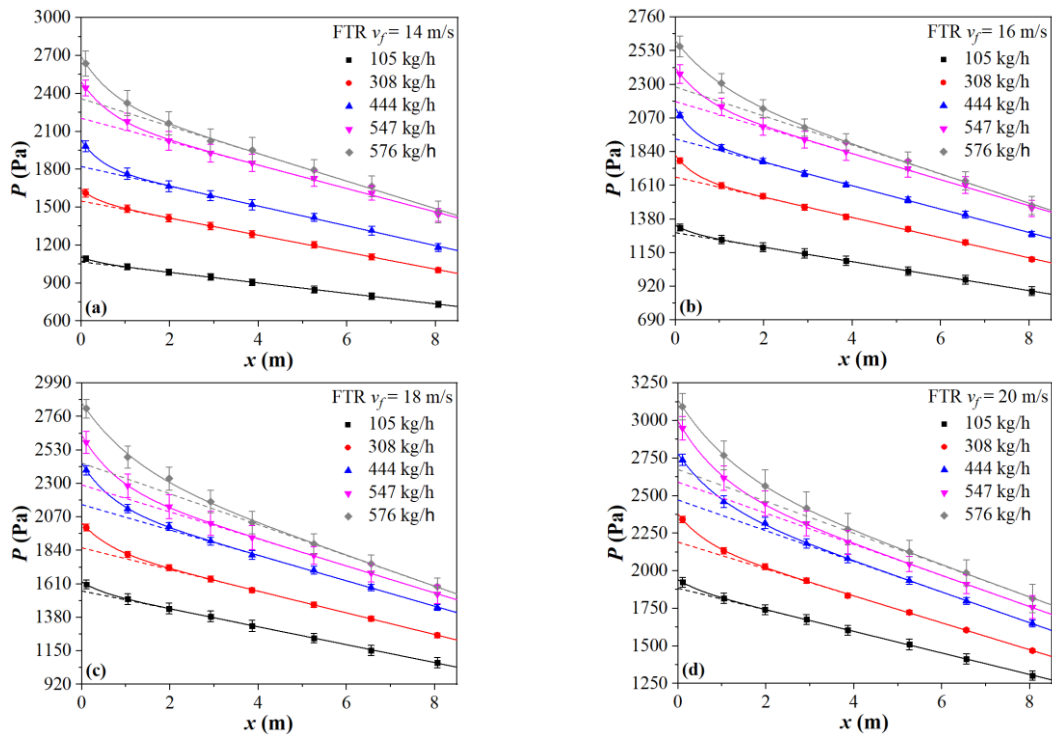 3000
2700
2400
2100
1800
1500
1200
900
600
P (Pa)
0 2 4 6 8
x (m)
(a)
FTR v_f = 14 m/s
105 kg/h
308 kg/h
444 kg/h
547 kg/h
576 kg/h
2760
2530
2300
2070
1840
1610
1380
1150
920
690
P (Pa)
0 2 4 6 8
x (m)
(b)
FTR v_f = 16 m/s
105 kg/h
308 kg/h
444 kg/h
547 kg/h
576 kg/h
2990
2760
2530
2300
2070
1840
1610
1380
1150
920
P (Pa)
0 2 4 6 8
x (m)
(c)
FTR v_f = 18 m/s
105 kg/h
308 kg/h
444 kg/h
547 kg/h
576 kg/h
3250
3000
2750
2500
2250
2000
1750
1500
1250
P (Pa)
0 2 4 6 8
x (m)
(d)
FTR v_f = 20 m/s
105 kg/h
308 kg/h
444 kg/h
547 kg/h
576 kg/h